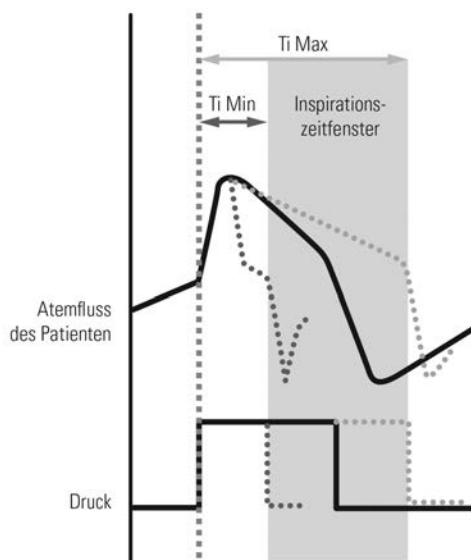 Ti Max
Ti Min
Inspirations-
zeitfenster
Atemfluss
des Patienten
Druck